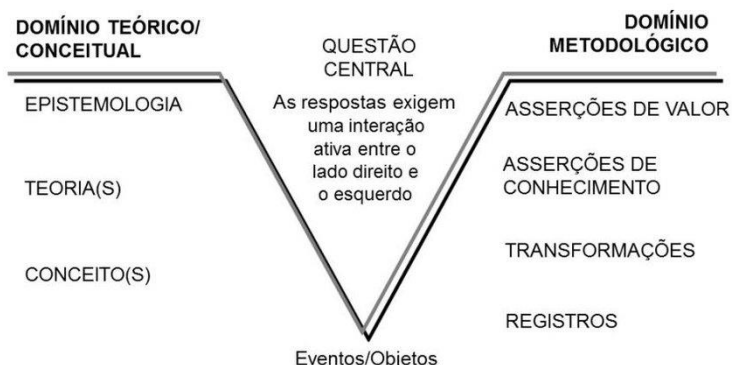 DOMÍNIO TEÓRICO/
CONCEITUAL
EPISTEMOLOGIA
TEORIA(S)
CONCEITO(S)
QUESTÃO
CENTRAL
As respostas exigem
uma interação
ativa entre o
lado direito e
o esquerdo
DOMÍNIO
METODOLÓGICO
ASSERÇÕES DE VALOR
ASSERÇÕES DE
CONHECIMENTO
TRANSFORMAÇÕES
REGISTROS
Eventos/Objetos